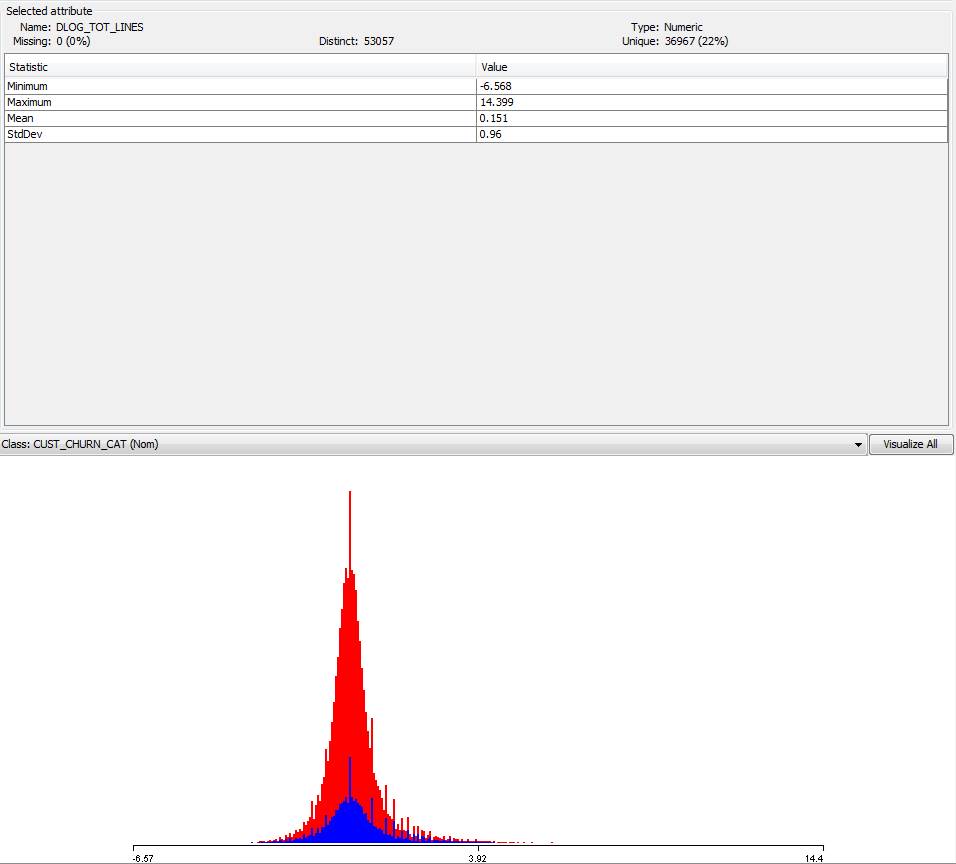 Selected attribute
Name: DLOG_TOT_LINES Type: Numeric
Missing: 0 (0%) Distinct: 53057 Unique: 36967 (22%)
Statistic Value
Minimum -6.568
Maximum 14.399
Mean 0.151
StdDev 0.96
Class: CUST_CHURN_CAT (Nom) Visualize All
-6.57 3.92 14.4